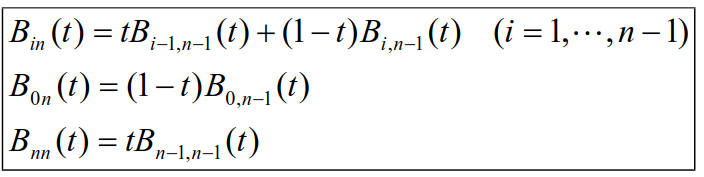 B_{in}(t) = tB_{i-1,n-1}(t) + (1-t)B_{i,n-1}(t) (i = 1,⋯,n-1)
B_{0n}(t) = (1-t)B_{0,n-1}(t)
B_{nn}(t) = tB_{n-1,n-1}(t)